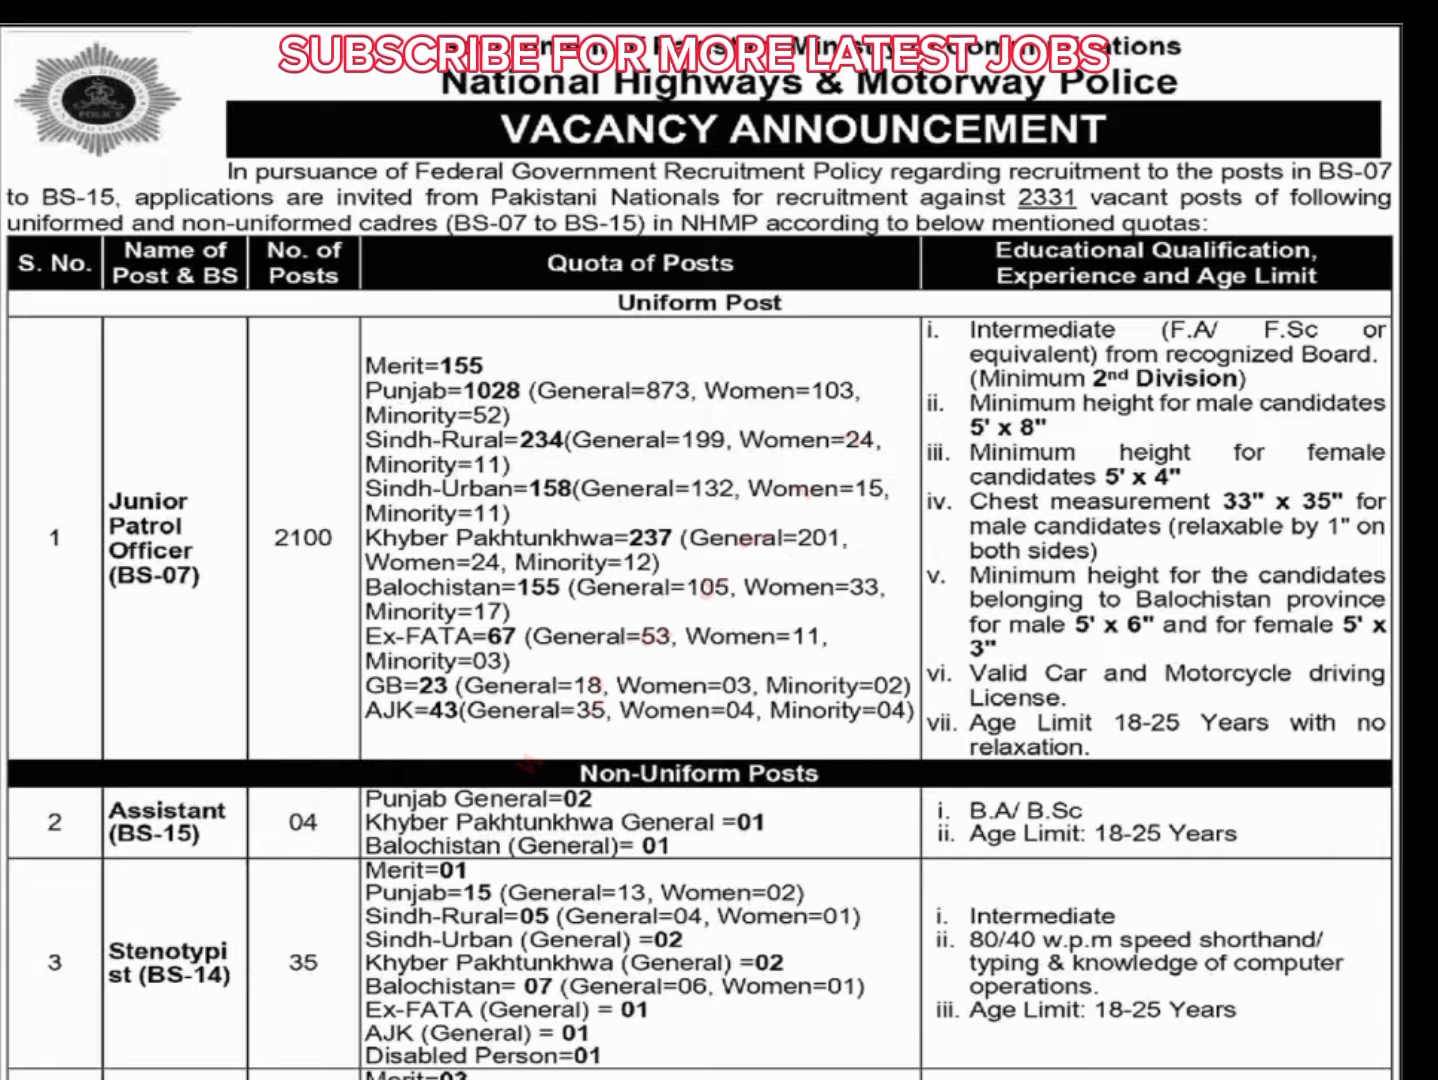 SUBSCRIBE FOR MORE LATEST JOBS
National Highways & Motorway Police
VACANCY ANNOUNCEMENT
In pursuance of Federal Government Recruitment Policy regarding recruitment to the posts in BS-07
to BS-15, applications are invited from Pakistani Nationals for recruitment against 2331 vacant posts of following
uniformed and non-uniformed cadres (BS-07 to BS-15) in NHMP according to below mentioned quotas:
S. No.
Name of
Post & BS
No. of
Posts
Quota of Posts
Educational Qualification,
Experience and Age Limit
Uniform Post
1
Junior
Patrol
Officer
(BS-07)
2100
Merit=155
Punjab=1028 (General=873, Women=103,
Minority=52)
Sindh-Rural=234(General=199, Women=24,
Minority=11)
Sindh-Urban=158(General=132, Women=15,
Minority=11)
Khyber Pakhtunkhwa=237 (General=201,
Women=24, Minority=12)
Balochistan=155 (General=105, Women=33,
Minority=17)
Ex-FATA=67 (General=53, Women=11,
Minority=03)
GB=23 (General=18, Women=03, Minority=02)
AJK=43(General=35, Women=04, Minority=04)
i. Intermediate (F.A/ F.Sc or
equivalent) from recognized Board.
(Minimum 2nd Division)
ii. Minimum height for male candidates
5' x 8"
iii. Minimum height for female
candidates 5' x 4"
iv. Chest measurement 33" x 35" for
male candidates (relaxable by 1" on
both sides)
v. Minimum height for the candidates
belonging to Balochistan province
for male 5' x 6" and for female 5' x
3"
vi. Valid Car and Motorcycle driving
License.
vii. Age Limit 18-25 Years with no
relaxation.
Non-Uniform Posts
2
Assistant
(BS-15)
04
Punjab General=02
Khyber Pakhtunkhwa General =01
Balochistan (General)= 01
i. B.A/ B.Sc
ii. Age Limit: 18-25 Years
3
Stenotypi
st (BS-14)
35
Merit=01
Punjab=15 (General=13, Women=02)
Sindh-Rural=05 (General=04, Women=01)
Sindh-Urban (General) =02
Khyber Pakhtunkhwa (General) =02
Balochistan= 07 (General=06, Women=01)
Ex-FATA (General) = 01
AJK (General) = 01
Disabled Person=01
i. Intermediate
ii. 80/40 w.p.m speed shorthand/
typing & knowledge of computer
operations.
iii. Age Limit: 18-25 Years
Merit=03